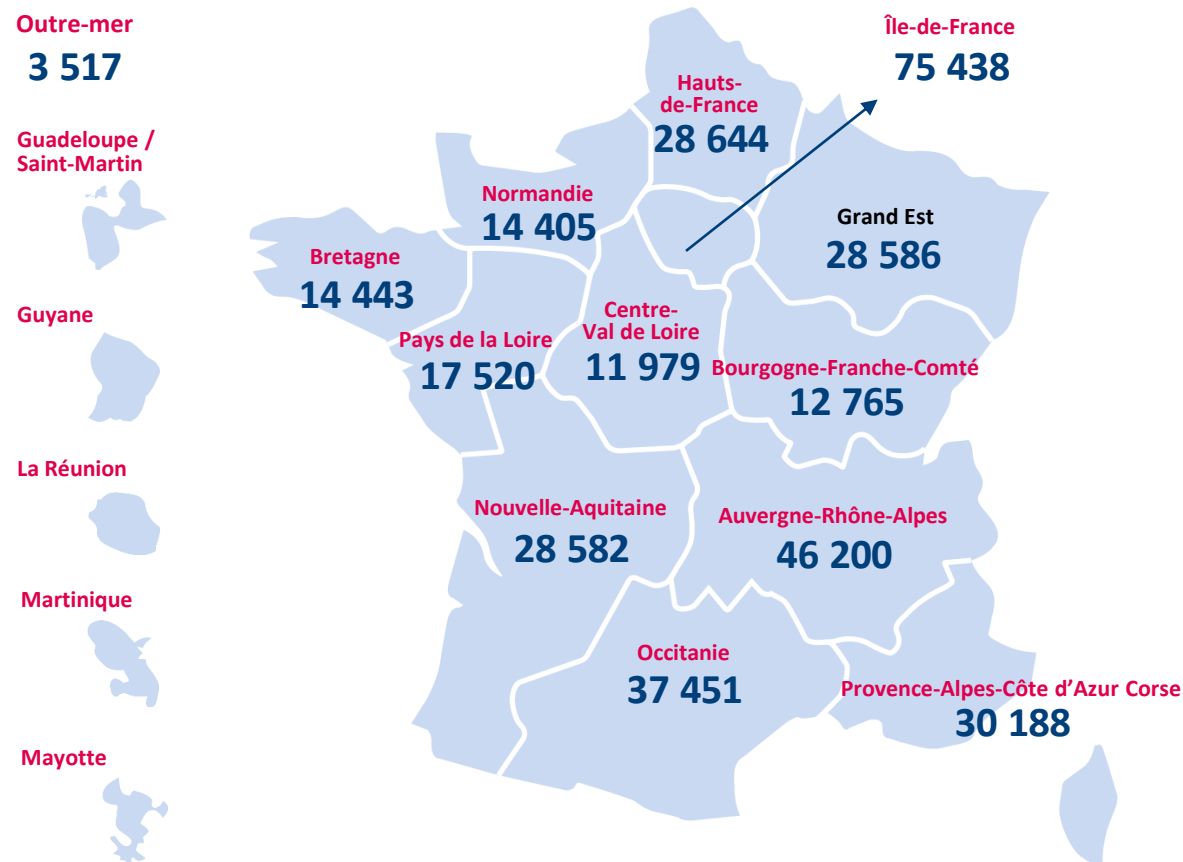 Outre-mer
3 517
Guadeloupe /
Saint-Martin
Guyane
La Réunion
Martinique
Mayotte
Île-de-France
75 438
Hauts-
de-France
28 644
Normandie
14 405
Grand Est
28 586
Bretagne
14 443
Pays de la Loire
17 520
Centre-
Val de Loire
11 979
Bourgogne-Franche-Comté
12 765
Nouvelle-Aquitaine
28 582
Auvergne-Rhône-Alpes
46 200
Occitanie
37 451
Provence-Alpes-Côte d’Azur Corse
30 188